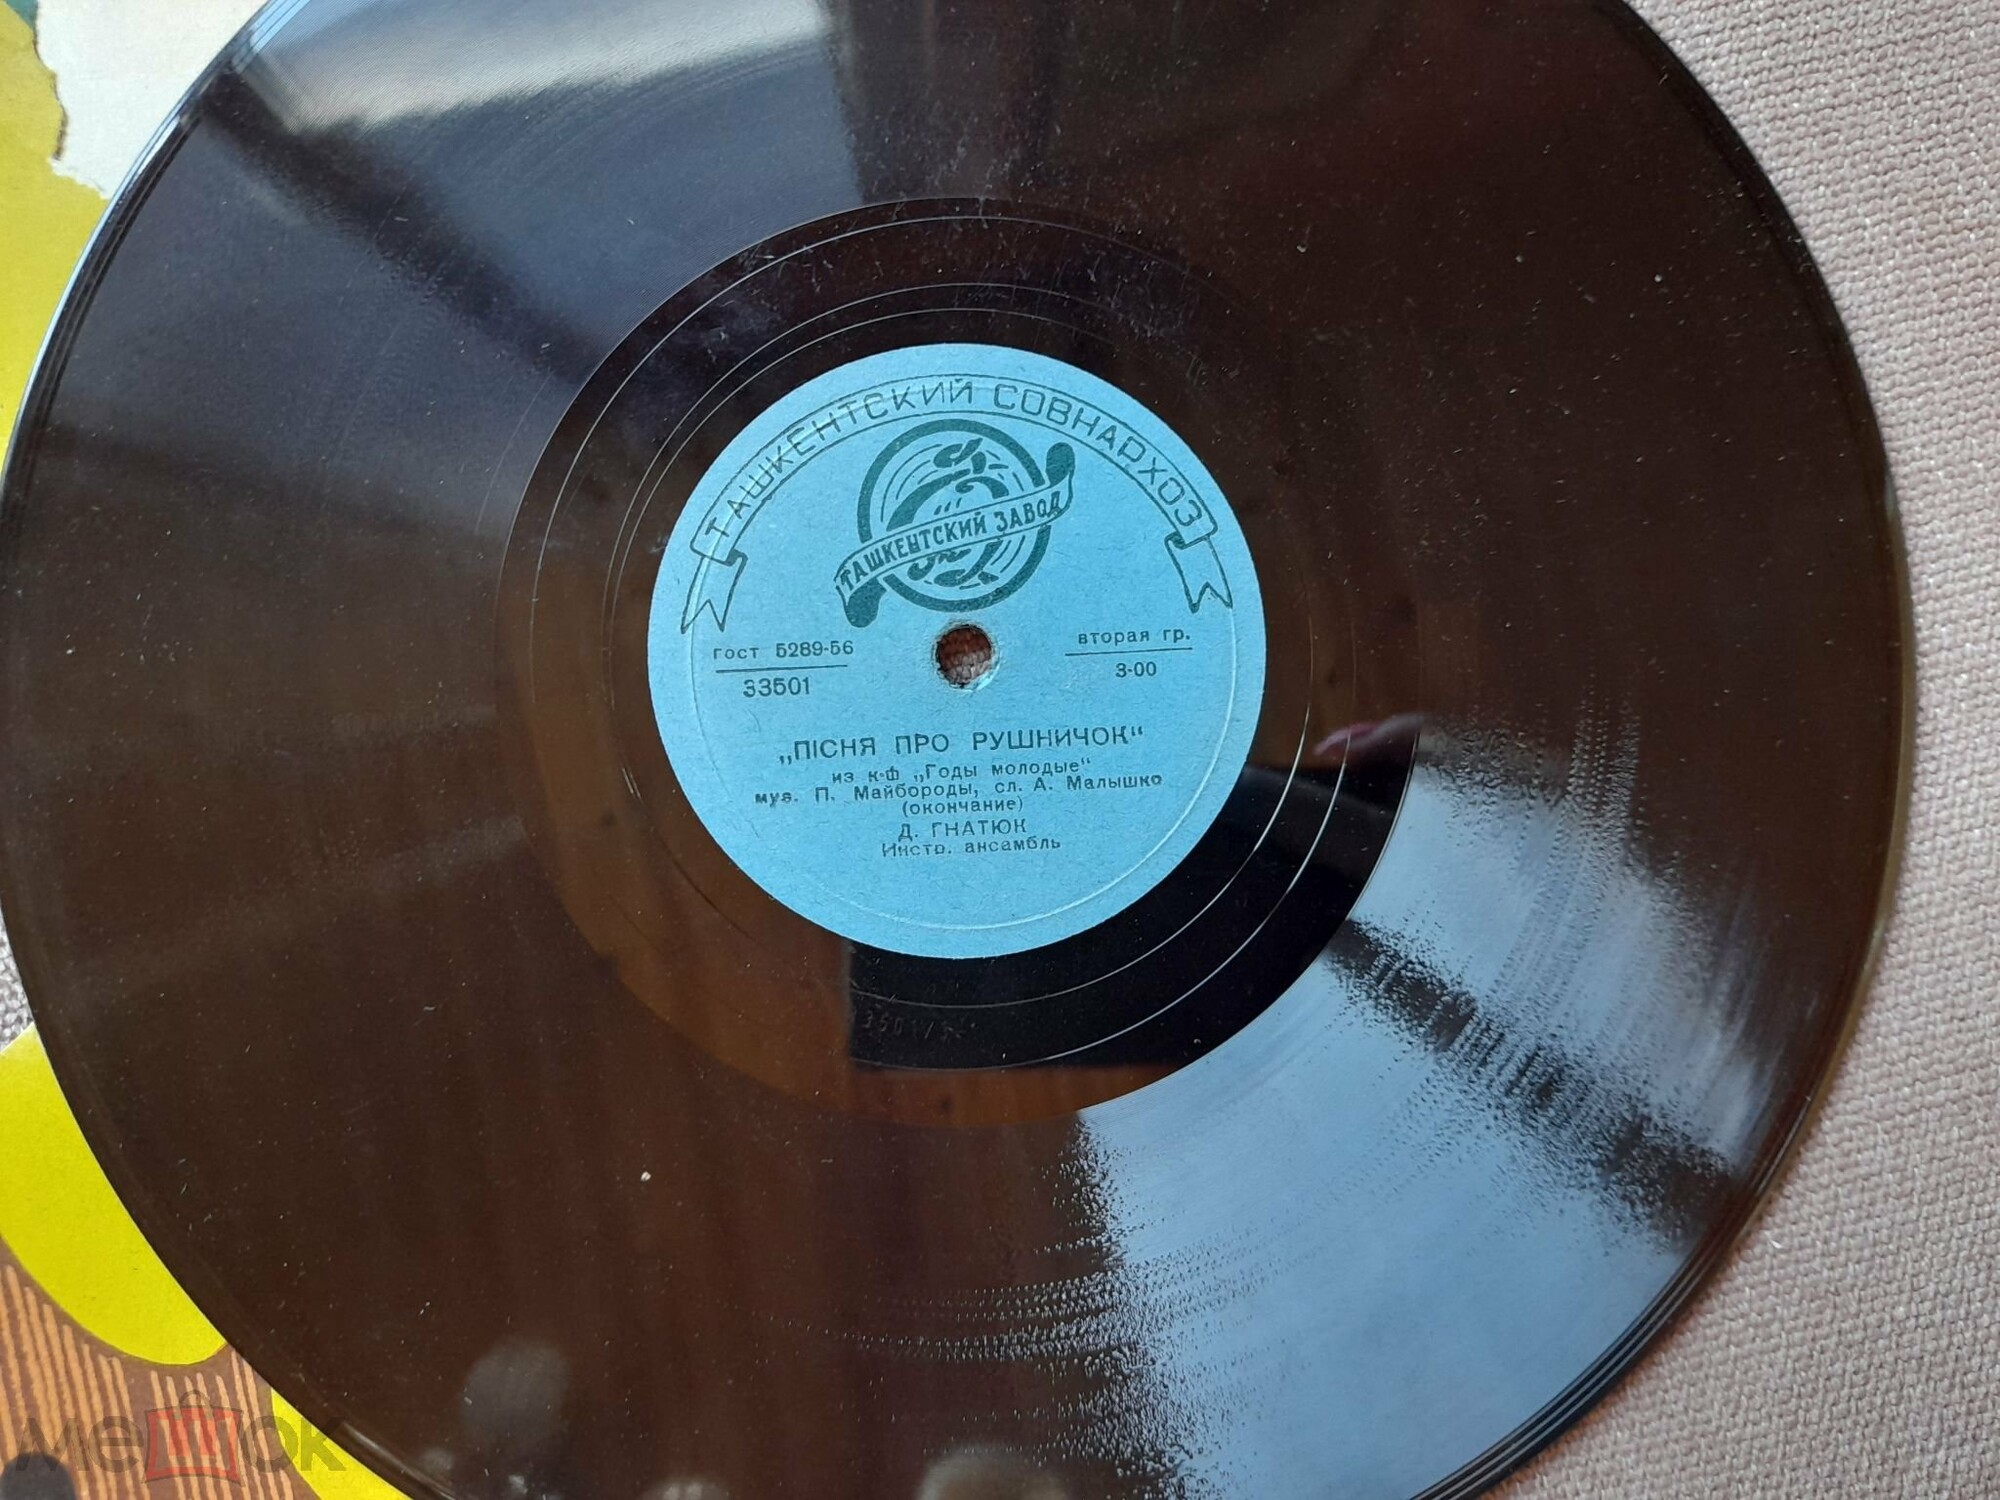 ТАШКЕНТСКИЙ СОВНАРХОЗ
ТАШКЕНТСКИЙ ЗАВОД
гост 5289-56
33501
вторая гр.
3-00
„ПІСНЯ ПРО РУШНИЧОК“
из к-ф „Годы молодые“
муз. П. Майбороды, сл. А. Малышко
(окончание)
Д. ГНАТЮК
Инстр. ансамбль
мешок